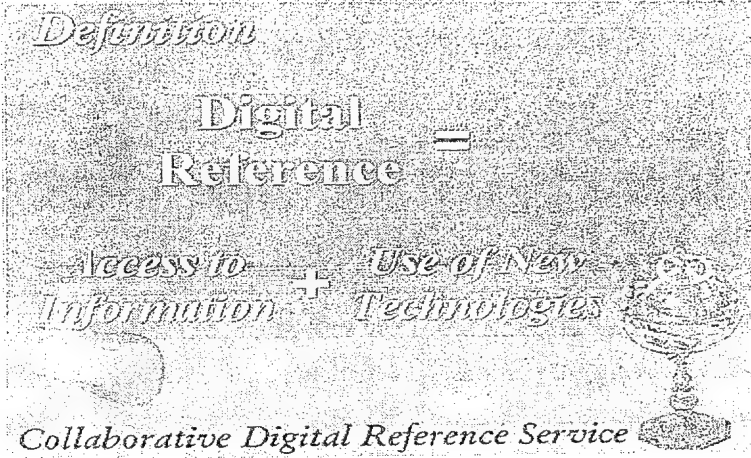 Definition
Digital =
Reference
Access to + Use of New
Information Technologies
Collaborative Digital Reference Service